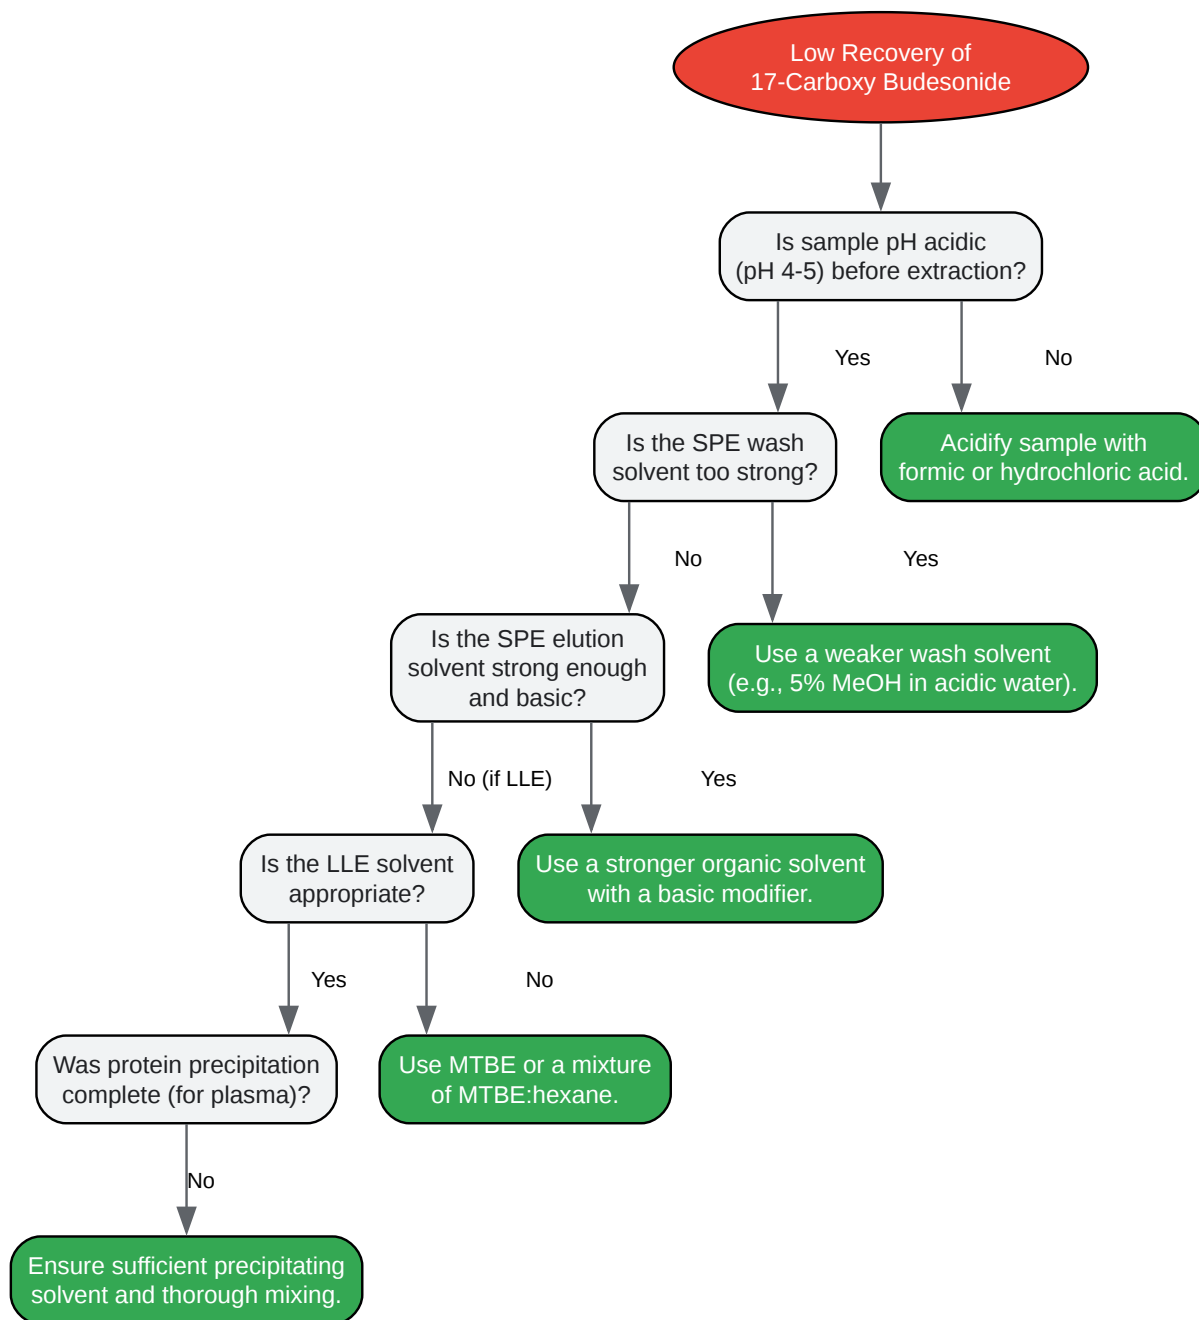 Low Recovery of
17-Carboxy Budesonide
Is sample pH acidic
(pH 4-5) before extraction?
Yes
No
Is the SPE wash
solvent too strong?
Acidify sample with
formic or hydrochloric acid.
No
Yes
Is the SPE elution
solvent strong enough
and basic?
Use a weaker wash solvent
(e.g., 5% MeOH in acidic water).
No (if LLE)
Yes
Is the LLE solvent
appropriate?
Use a stronger organic solvent
with a basic modifier.
Yes
No
Was protein precipitation
complete (for plasma)?
Use MTBE or a mixture
of MTBE:hexane.
No
Ensure sufficient precipitating
solvent and thorough mixing.